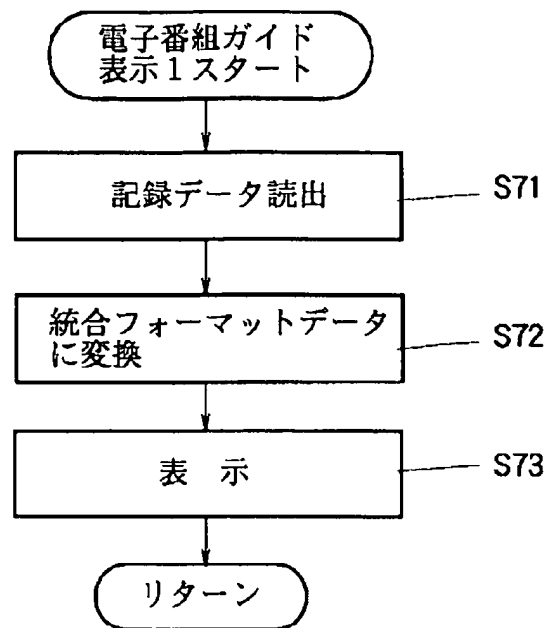 電子番組ガイド
表示1スタート
記録データ読出
S71
統合フォーマットデータ
に変換
S72
表 示
S73
リターン